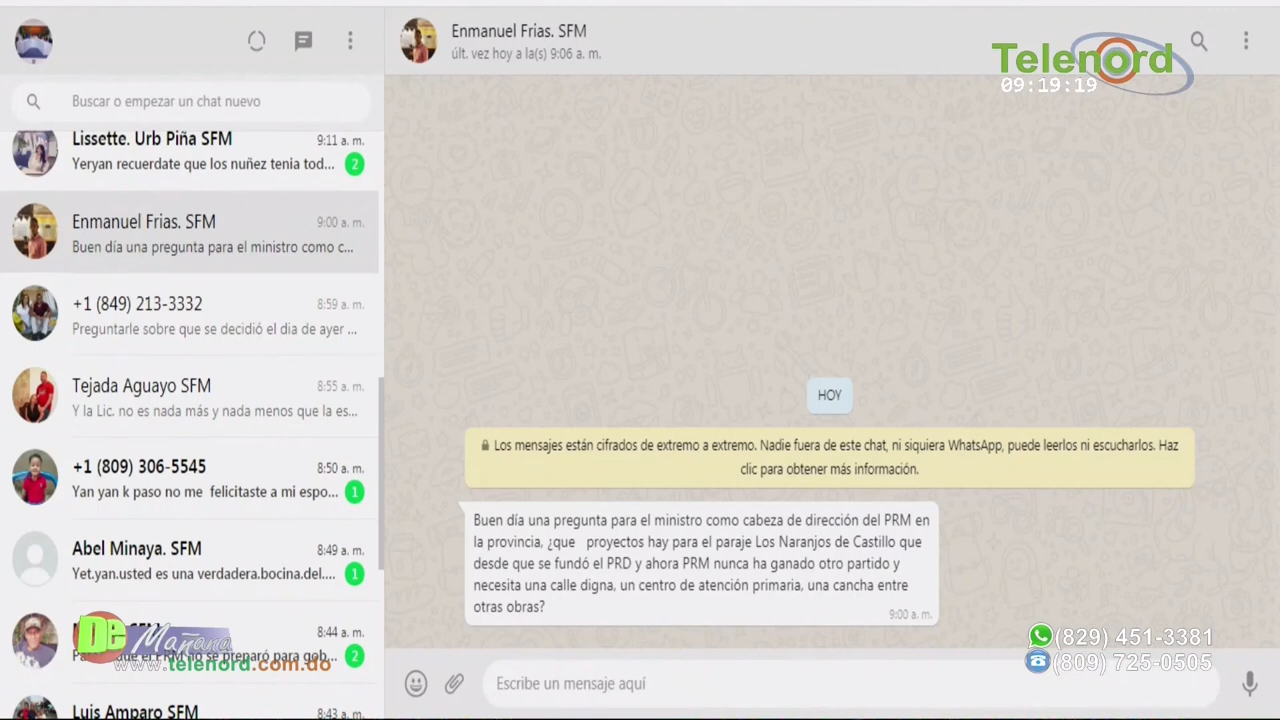 Enmanuel Frias. SFM
últ. vez hoy a la(s) 9:06 a. m.
Telenord
09:19:19
Buscar o empezar un chat nuevo
Lissette. Urb Piña SFM
9:11 a. m.
Yeryan recuerdate que los nuñez tenia tod...
2
Enmanuel Frias. SFM
9:00 a. m.
Buen día una pregunta para el ministro como c...
+1 (849) 213-3332
8:59 a. m.
Preguntarle sobre que se decidió el dia de ayer ...
Tejada Aguayo SFM
8:55 a. m.
Y la Lic. no es nada más y nada menos que la es...
+1 (809) 306-5545
8:50 a. m.
Yan yan k paso no me felicitaste a mi espo...
1
Abel Minaya. SFM
8:49 a. m.
Yet.yan.usted es una verdadera.bocina.del....
1
8:44 a. m.
el PRM no se preparó para gob...
2
De Mañana
www.telenord.com.do
Luis Amparo SFM
8:43 a. m.
HOY
Los mensajes están cifrados de extremo a extremo. Nadie fuera de este chat, ni siquiera WhatsApp, puede leerlos ni escucharlos. Haz
clic para obtener más información.
Buen día una pregunta para el ministro como cabeza de dirección del PRM en
la provincia, ¿que proyectos hay para el paraje Los Naranjos de Castillo que
desde que se fundó el PRD y ahora PRM nunca ha ganado otro partido y
necesita una calle digna, un centro de atención primaria, una cancha entre
otras obras?
9:00 a. m.
(829) 451-3381
(809) 725-0505
Escribe un mensaje aquí